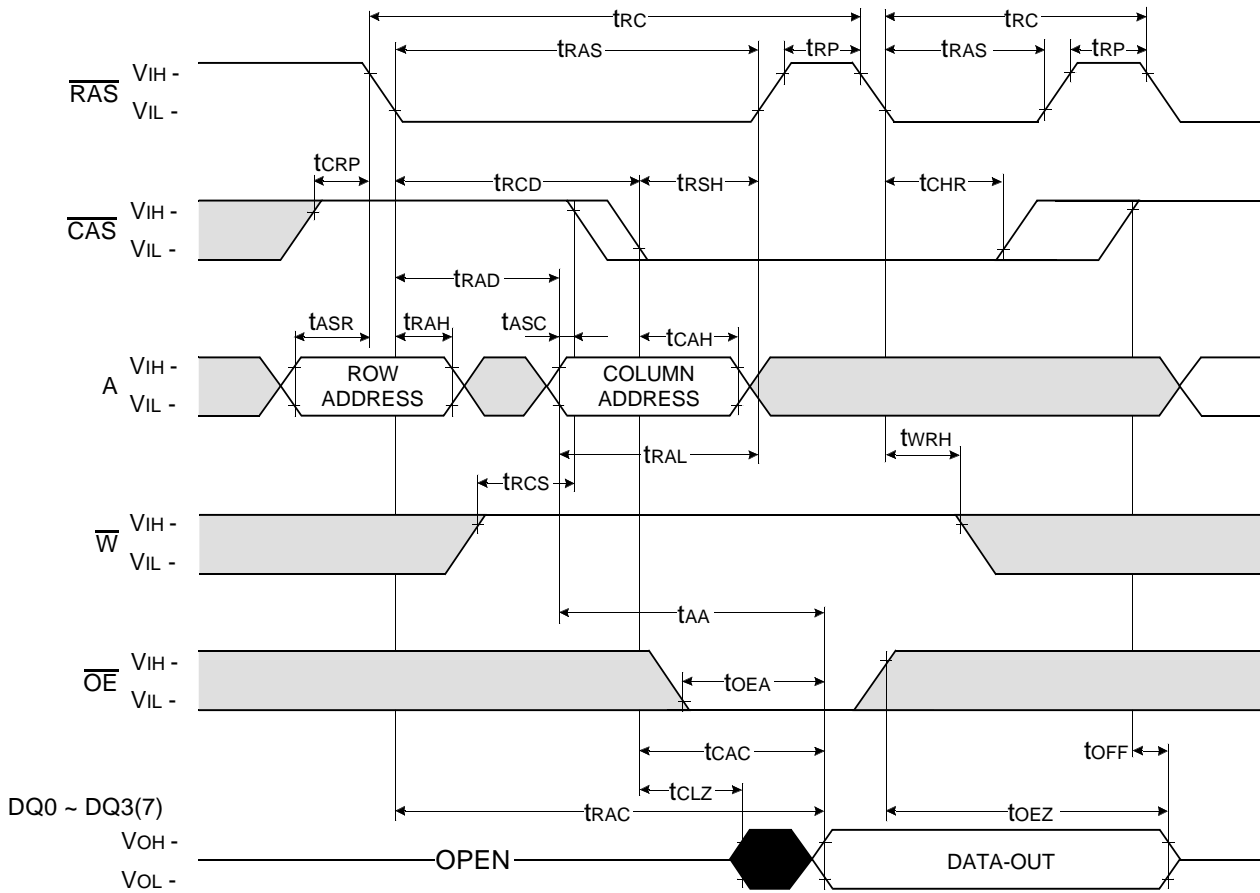 tRC tRC
tRAS tRP tRAS tRP
RAS VIH -
VIL -
tCRP tRCD tRSH tCHR
CAS VIH -
VIL -
tRAD
tASR tRAH tASC tCAH
A VIH -
VIL -
ROW
ADDRESS
COLUMN
ADDRESS
tWRH
tRAL
tRCS
W VIH -
VIL -
tAA
OE VIH -
VIL -
tOEA
tCAC tOFF
tCLZ
DQ0 ~ DQ3(7) tRAC tOEZ
VOH -
VOL -
OPEN DATA-OUT